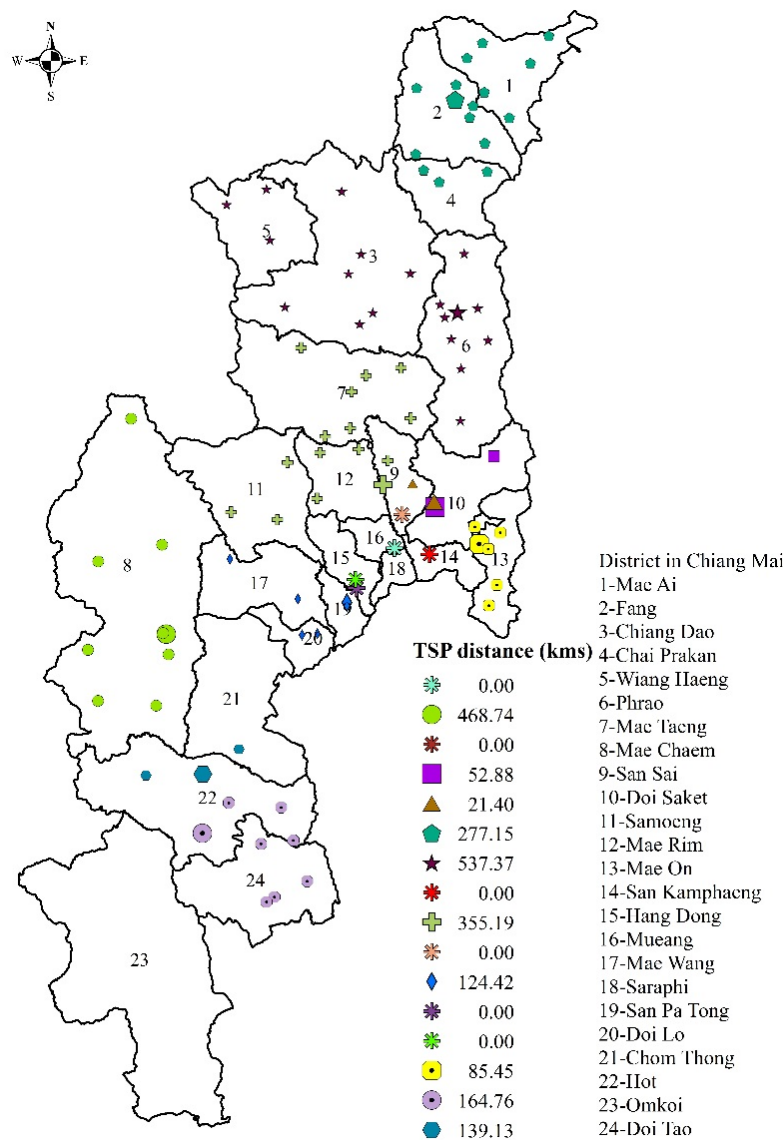 N
W E
S
1
2
4
5
3
6
7
9
12
11
10
16
8
15
14
13
18
17
19
20
21
22
24
23
TSP distance (kms)
0.00
468.74
0.00
52.88
21.40
277.15
537.37
0.00
355.19
0.00
124.42
0.00
0.00
85.45
164.76
139.13
District in Chiang Mai
1-Mae Ai
2-Fang
3-Chiang Dao
4-Chai Prakan
5-Wiang Haeng
6-Phrao
7-Mae Taeng
8-Mae Chaem
9-San Sai
10-Doi Saket
11-Samoeng
12-Mae Rim
13-Mae On
14-San Kamphaeng
15-Hang Dong
16-Mueang
17-Mae Wang
18-Saraphi
19-San Pa Tong
20-Doi Lo
21-Chom Thong
22-Hot
23-Omkoi
24-Doi Tao